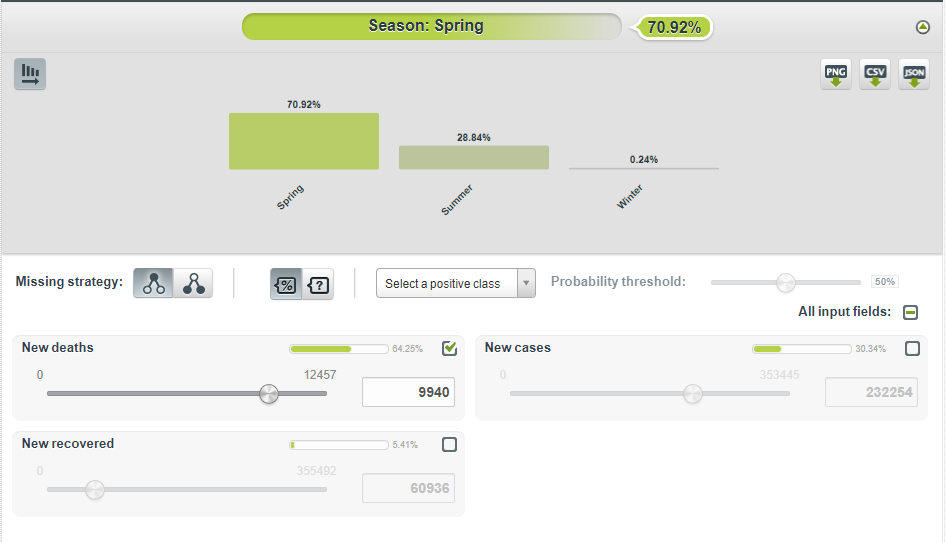 Season: Spring
70.92%
PNG
CSV
JSON
70.92%
28.84%
0.24%
Spring
Summer
Winter
Missing strategy:
%
?
Select a positive class
Probability threshold:
50%
All input fields:
New deaths
64.25%
0
12457
9940
New cases
30.34%
0
353445
232254
New recovered
5.41%
0
355492
60936